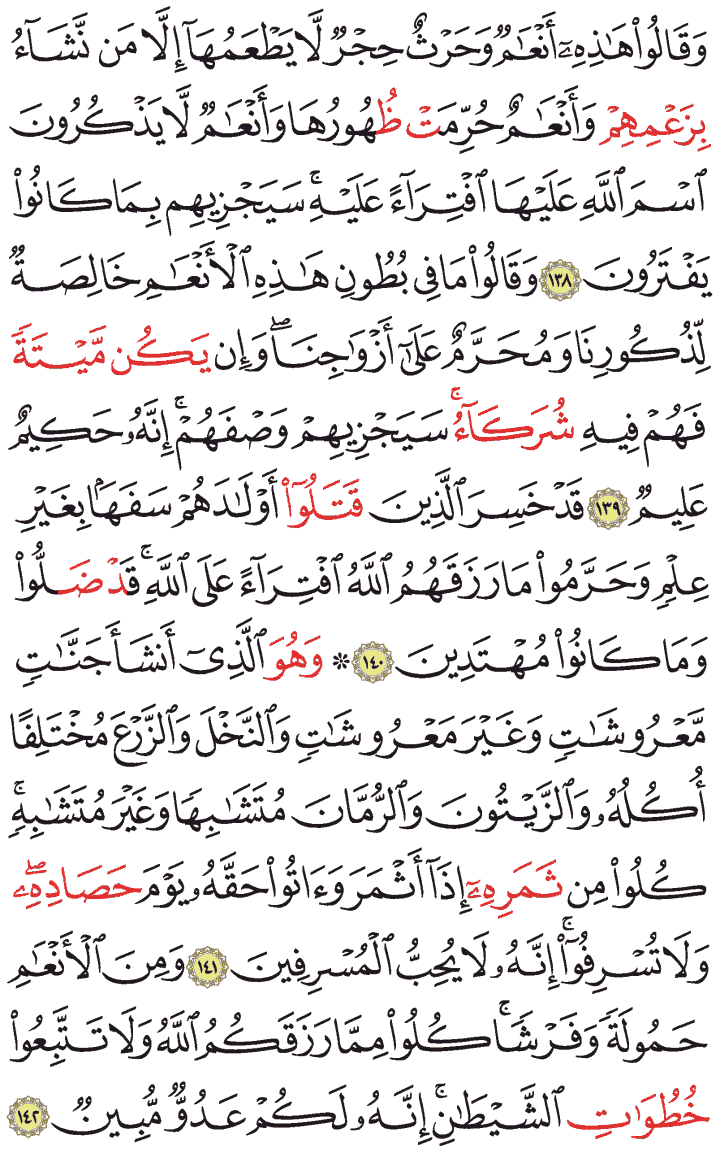 وَقَالُوا۟ هَٰذِهِۦٓ أَنْعَٰمٌ وَحَرْثٌ حِجْرٌ لَّا يَطْعَمُهَآ إِلَّا مَن نَّشَآءُ
بِزَعْمِهِمْ وَأَنْعَٰمٌ حُرِّمَتْ ظُهُورُهَا وَأَنْعَٰمٌ لَّا يَذْكُرُونَ
ٱسْمَ ٱللَّهِ عَلَيْهَا ٱفْتِرَآءً عَلَيْهِ ۚ سَيَجْزِيهِم بِمَا كَانُوا۟
يَفْتَرُونَ ١٣٨ وَقَالُوا۟ مَا فِى بُطُونِ هَٰذِهِ ٱلْأَنْعَٰمِ خَالِصَةٌ
لِّذُكُورِنَا وَمُحَرَّمٌ عَلَىٰٓ أَزْوَٰجِنَا ۖ وَإِن يَكُن مَّيْتَةً
فَهُمْ فِيهِ شُرَكَآءُ ۚ سَيَجْزِيهِمْ وَصْفَهُمْ ۚ إِنَّهُۥ حَكِيمٌ
عَلِيمٌ ١٣٩ قَدْ خَسِرَ ٱلَّذِينَ قَتَلُوٓا۟ أَوْلَٰدَهُمْ سَفَهًۢا بِغَيْرِ
عِلْمٍ وَحَرَّمُوا۟ مَا رَزَقَهُمُ ٱللَّهُ ٱفْتِرَآءً عَلَى ٱللَّهِ ۚ قَدْ ضَلُّوا۟
وَمَا كَانُوا۟ مُهْتَدِينَ ١٤٠ ۞ وَهُوَ ٱلَّذِىٓ أَنشَأَ جَنَّٰتٍ
مَّعْرُوشَٰتٍ وَغَيْرَ مَعْرُوشَٰتٍ وَٱلنَّخْلَ وَٱلزَّرْعَ مُخْتَلِفًا
أُكُلُهُۥ وَٱلزَّيْتُونَ وَٱلرُّمَّانَ مُتَشَٰبِهًا وَغَيْرَ مُتَشَٰبِهٍ ۚ
كُلُوا۟ مِن ثَمَرِهِۦٓ إِذَآ أَثْمَرَ وَءَاتُوا۟ حَقَّهُۥ يَوْمَ حَصَادِهِۦ ۖ
وَلَا تُسْرِفُوٓا۟ ۚ إِنَّهُۥ لَا يُحِبُّ ٱلْمُسْرِفِينَ ١٤١ وَمِنَ ٱلْأَنْعَٰمِ
حَمُولَةً وَفَرْشًا ۚ كُلُوا۟ مِمَّا رَزَقَكُمُ ٱللَّهُ وَلَا تَتَّبِعُوا۟
خُطُوَٰتِ ٱلشَّيْطَٰنِ ۚ إِنَّهُۥ لَكُمْ عَدُوٌّ مُّبِينٌ ١٤٢